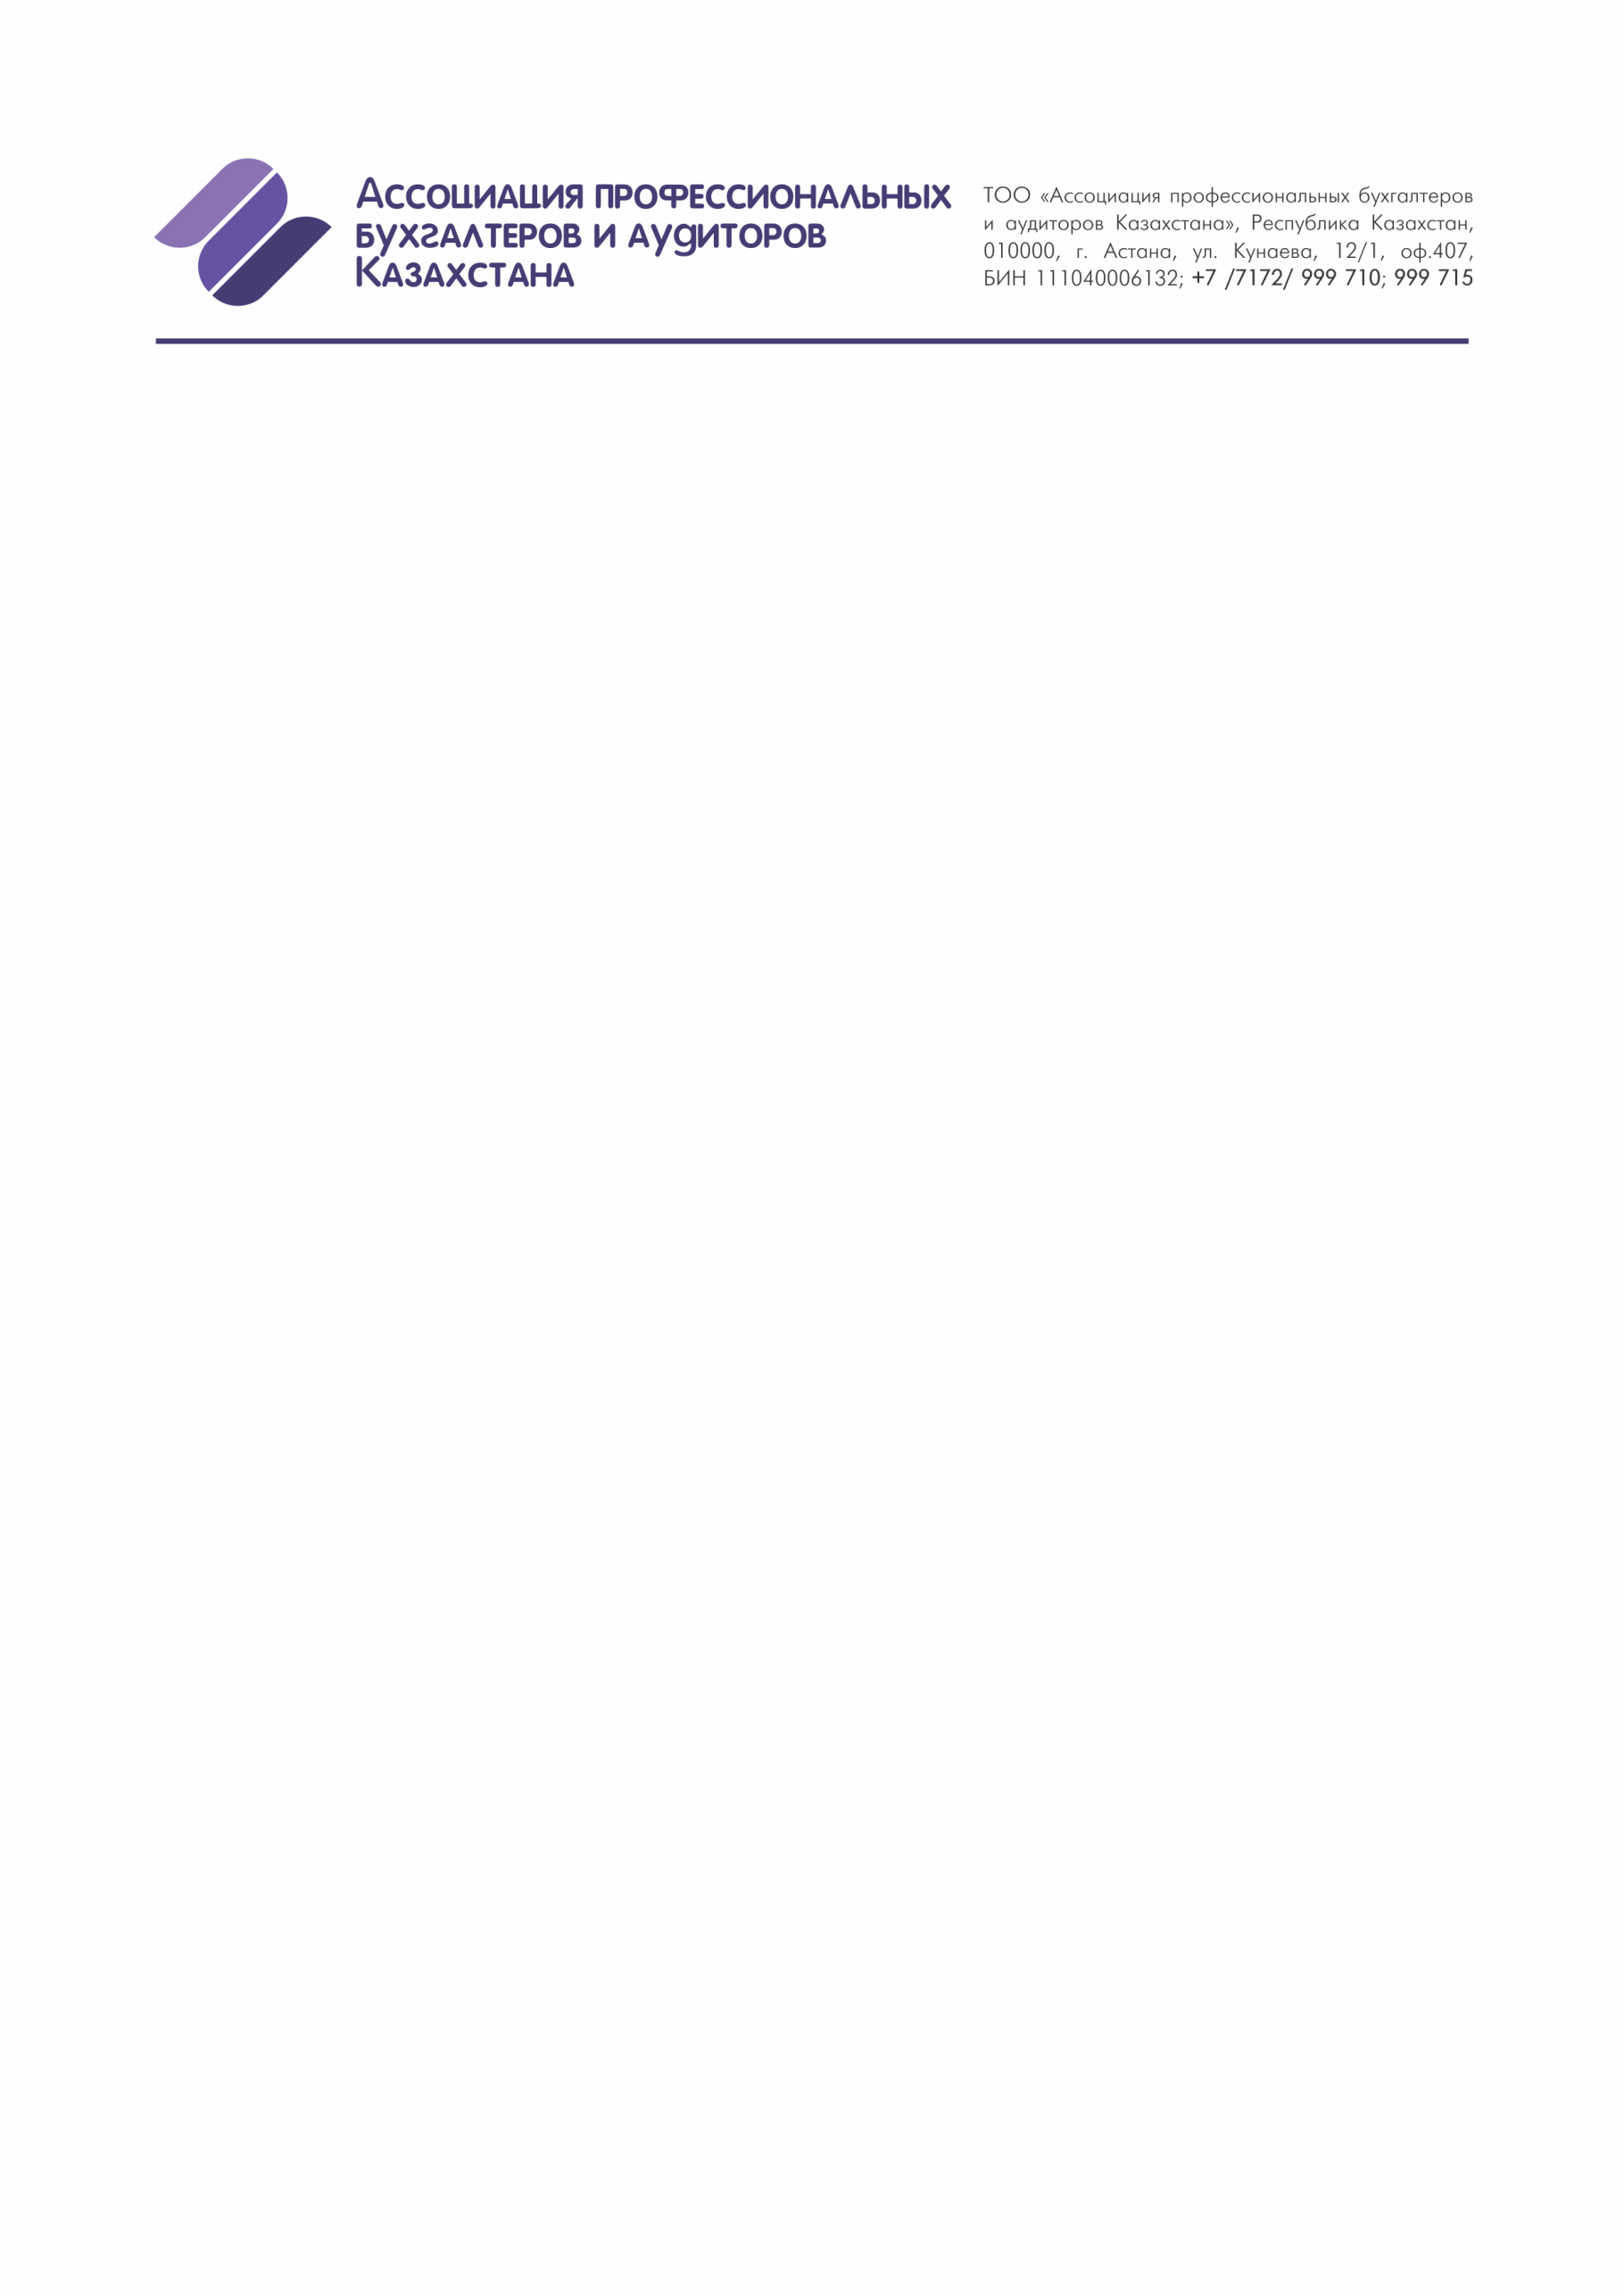 Ассоциация профессиональных
бухгалтеров и аудиторов
Казахстана
ТОО «Ассоциация профессиональных бухгалтеров
и аудиторов Казахстана», Республика Казахстан,
010000, г. Астана, ул. Кунаева, 12/1, оф.407,
БИН 111040006132; +7 /7172/ 999 710; 999 715